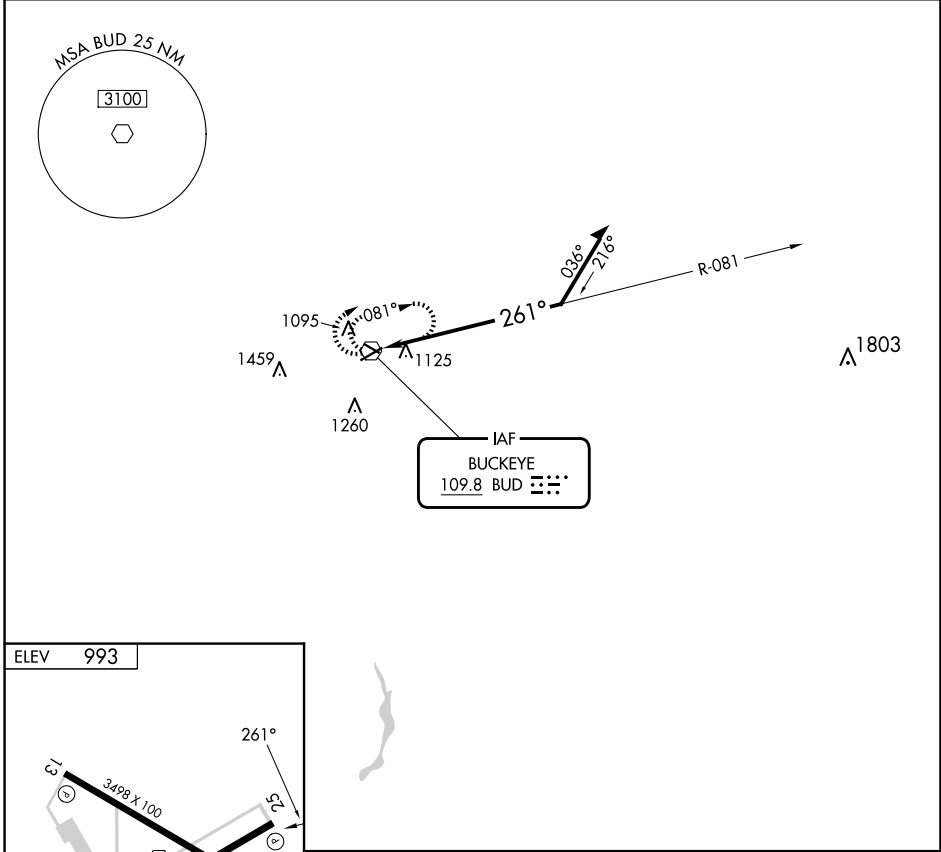 MSA BUD 25 NM
3100
036°
216°
R-081
261°
081°
1095
1125
1459
1803
1260
IAF
BUCKEYE
109.8 BUD
ELEV 993
261°
13
3498 X 100
25
P
P